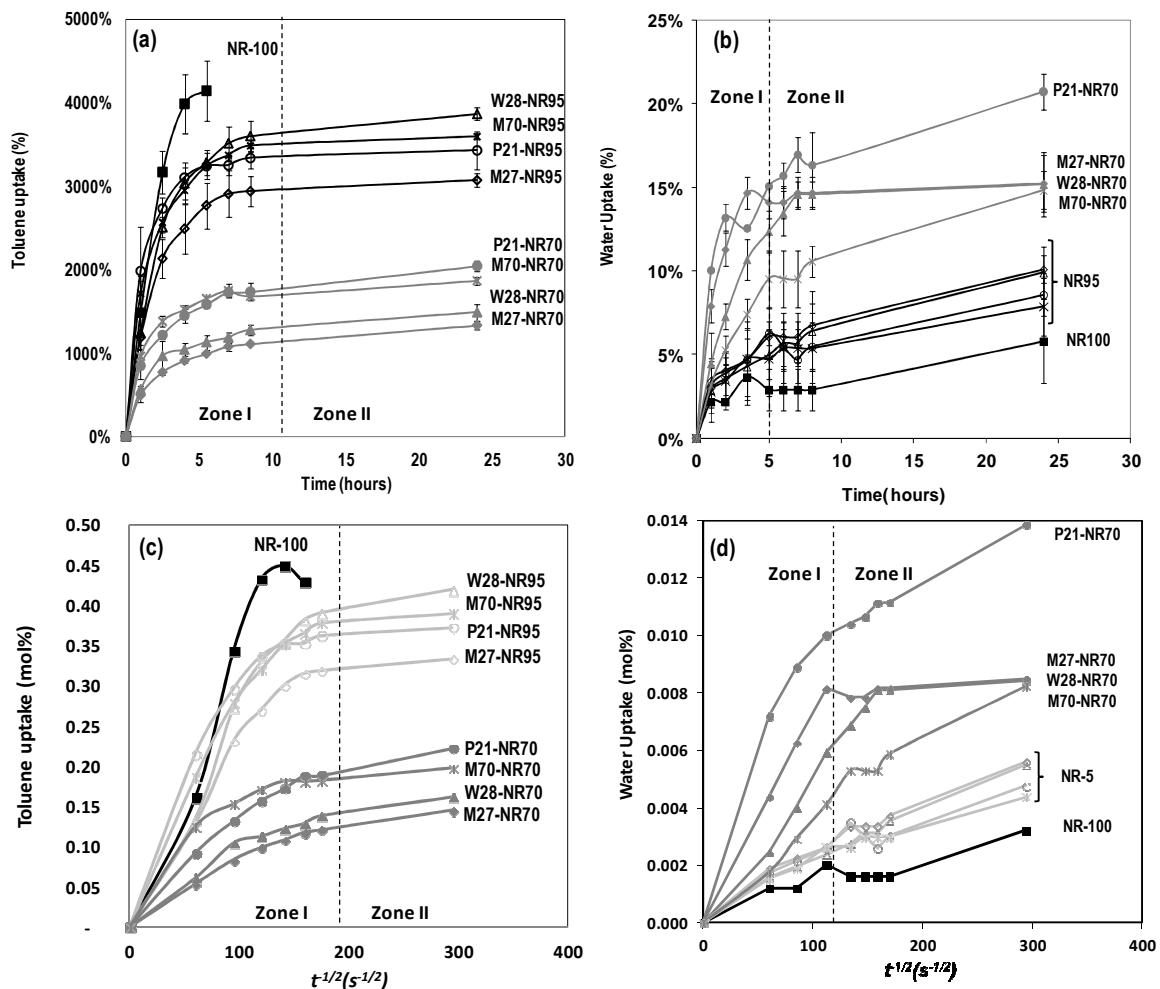 (a)
NR-100
W28-NR95
M70-NR95
P21-NR95
M27-NR95
P21-NR70
M70-NR70
W28-NR70
M27-NR70
Zone I
Zone II
5000%
4000%
3000%
2000%
1000%
0%
0
5
10
15
20
25
30
Toluene uptake (%)
Time (hours)
(b)
Zone I
Zone II
P21-NR70
M27-NR70
W28-NR70
M70-NR70
NR95
NR100
20%
15%
10%
5%
0%
0
5
10
15
20
25
30
Water Uptake (%)
Time( hours)
(c)
NR-100
W28-NR95
M70-NR95
P21-NR95
M27-NR95
P21-NR70
M70-NR70
W28-NR70
M27-NR70
Zone I
Zone II
0.50
0.45
0.40
0.35
0.30
0.25
0.20
0.15
0.10
0.05
-
0
100
200
300
400
Toluene uptake (mol%)
t-1/2(s-1/2)
(d)
Zone I
Zone II
P21-NR70
M27-NR70
W28-NR70
M70-NR70
NR-5
NR-100
0.014
0.012
0.010
0.008
0.006
0.004
0.002
0.000
0
100
200
300
400
Water Uptake (mol%)
t-1/2(s-1/2)